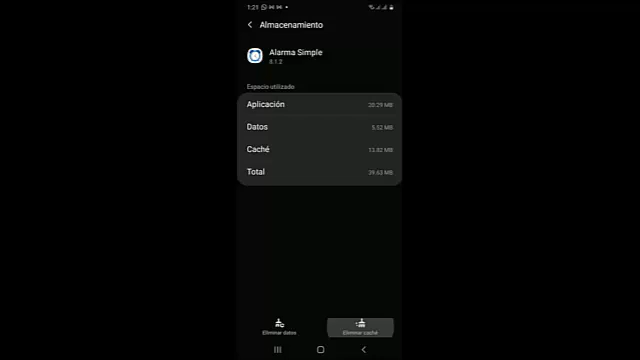 1:21
Almacenamiento
Alarma Simple
8.1.2
Espacio utilizado
Aplicación 20.29 MB
Datos 5.52 MB
Caché 13.82 MB
Total 39.63 MB
Eliminar datos
Eliminar caché